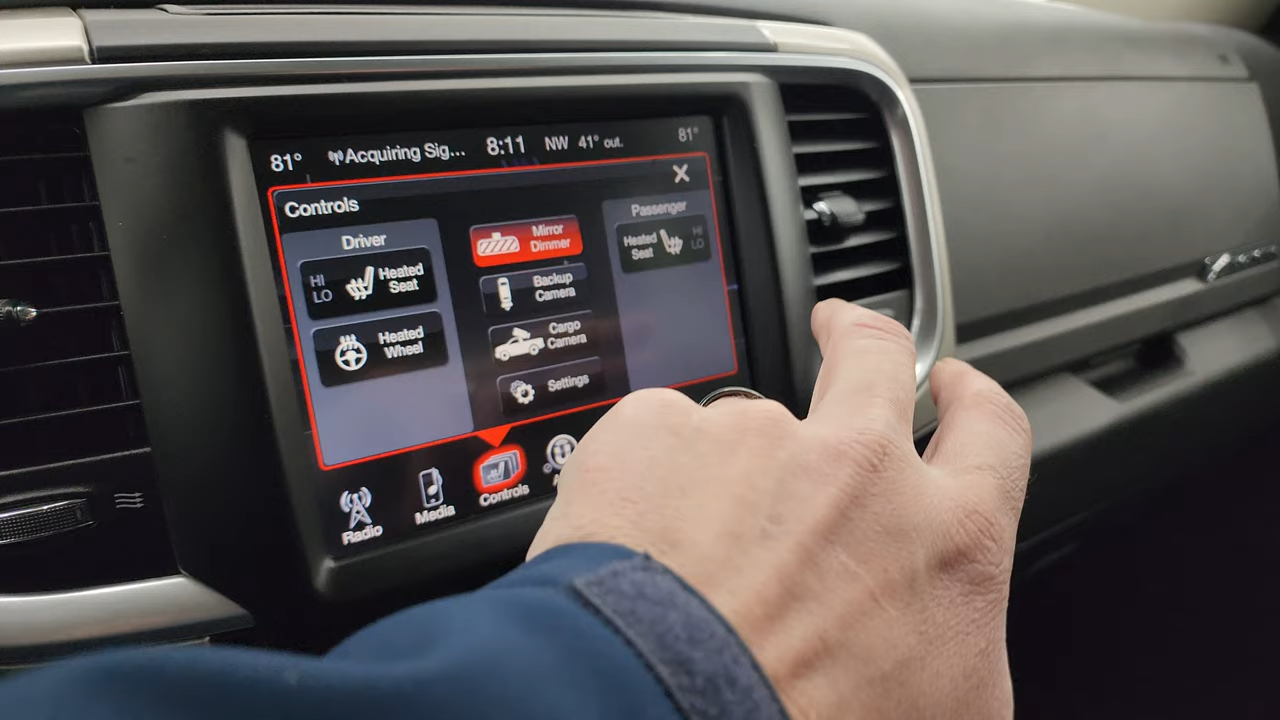 81° Acquiring Sig... 8:11 NW 41° out. 81°
Controls X
Driver
HI
LO
Heated
Seat
Heated
Wheel
Mirror
Dimmer
Backup
Camera
Cargo
Camera
Settings
Passenger
Heated
Seat
HI
LO
Radio
Media
Controls